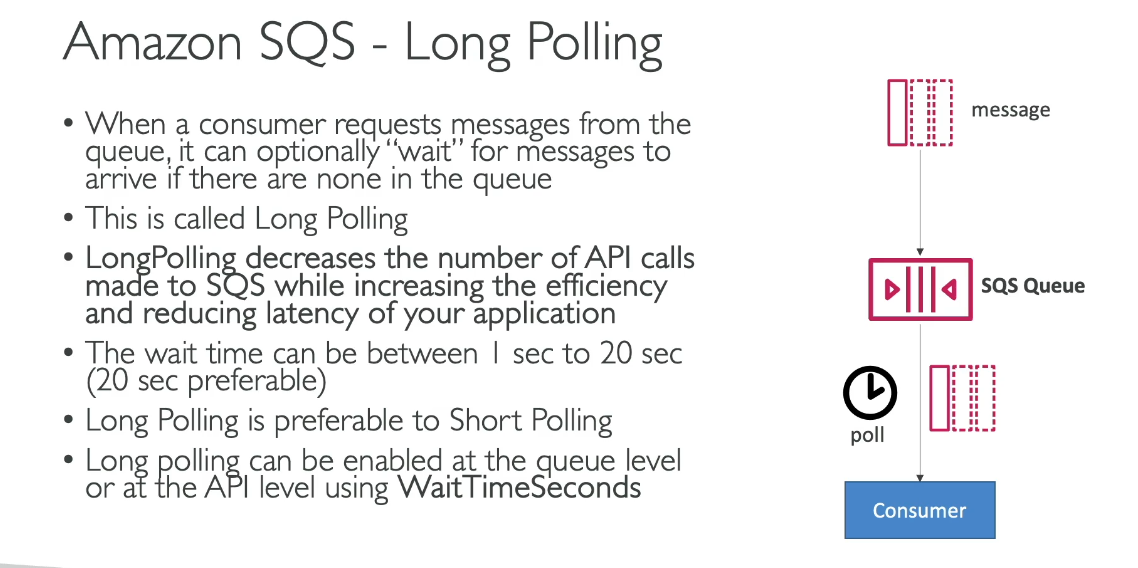 Amazon SQS - Long Polling
• When a consumer requests messages from the
queue, it can optionally “wait” for messages to
arrive if there are none in the queue
• This is called Long Polling
• LongPolling decreases the number of API calls
made to SQS while increasing the efficiency
and reducing latency of your application
• The wait time can be between 1 sec to 20 sec
(20 sec preferable)
• Long Polling is preferable to Short Polling
• Long polling can be enabled at the queue level
or at the API level using WaitTimeSeconds
message
SQS Queue
poll
Consumer